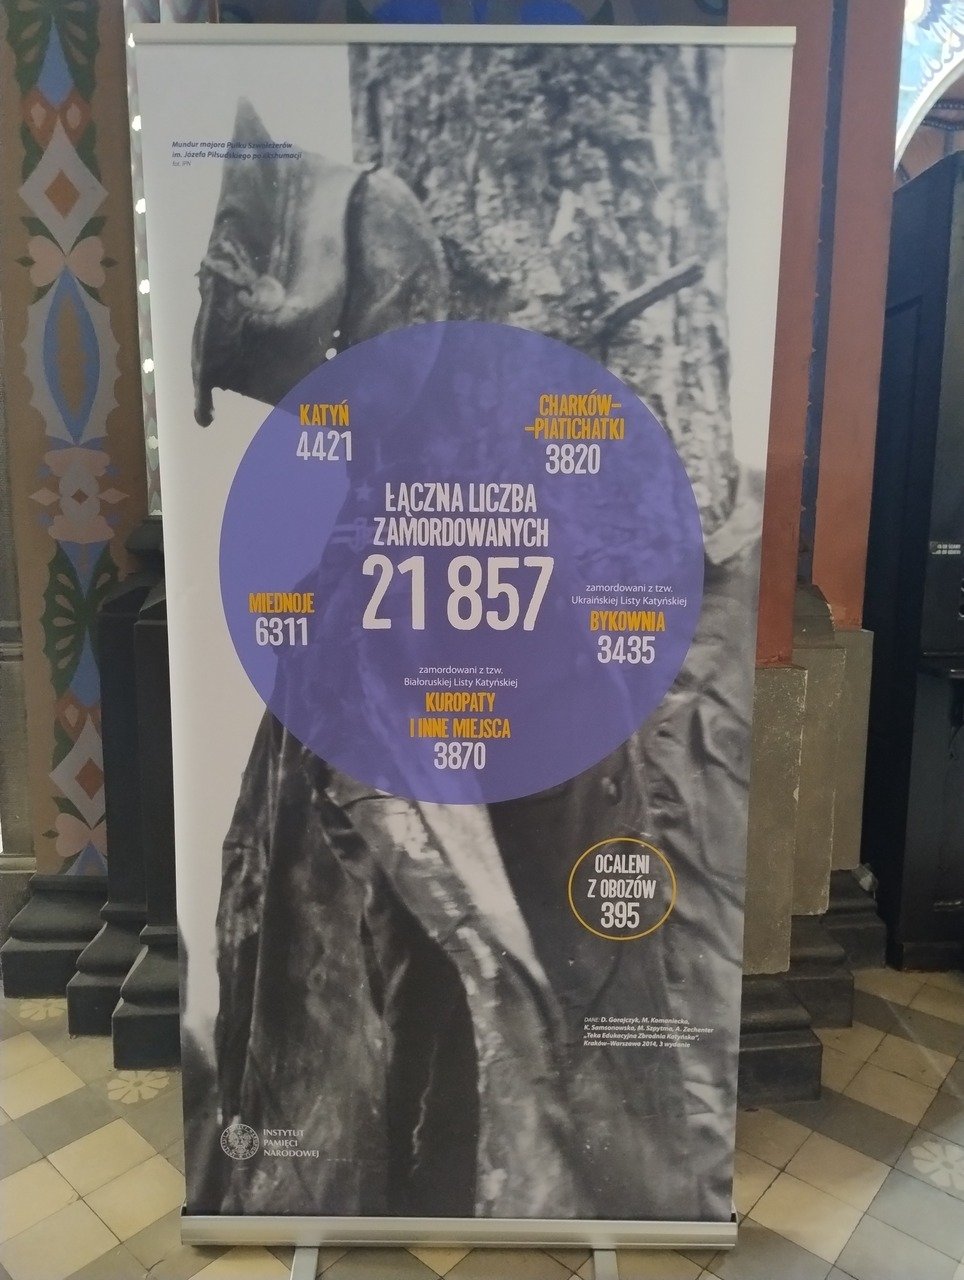 Mundur majora Pułku Szwoleżerów
im. Józefa Piłsudskiego po ekshumacji
fot. IPN
KATYŃ
4421
CHARKÓW–
–PIATICHATKI
3820
ŁĄCZNA LICZBA
ZAMORDOWANYCH
21 857
MIEDNOJE
6311
zamordowani z tzw.
Ukraińskiej Listy Katyńskiej
BYKOWNIA
3435
zamordowani z tzw.
Białoruskiej Listy Katyńskiej
KUROPATY
I INNE MIEJSCA
3870
OCALENI
Z OBOZÓW
395
DANE: D. Gorajczyk, M. Komaniecka,
K. Samsonowska, M. Szpytma, A. Zechenter
„Teka Edukacyjna Zbrodnia Katyńska”,
Kraków–Warszawa 2014, 3 wydanie
INSTYTUT
PAMIĘCI
NARODOWEJ